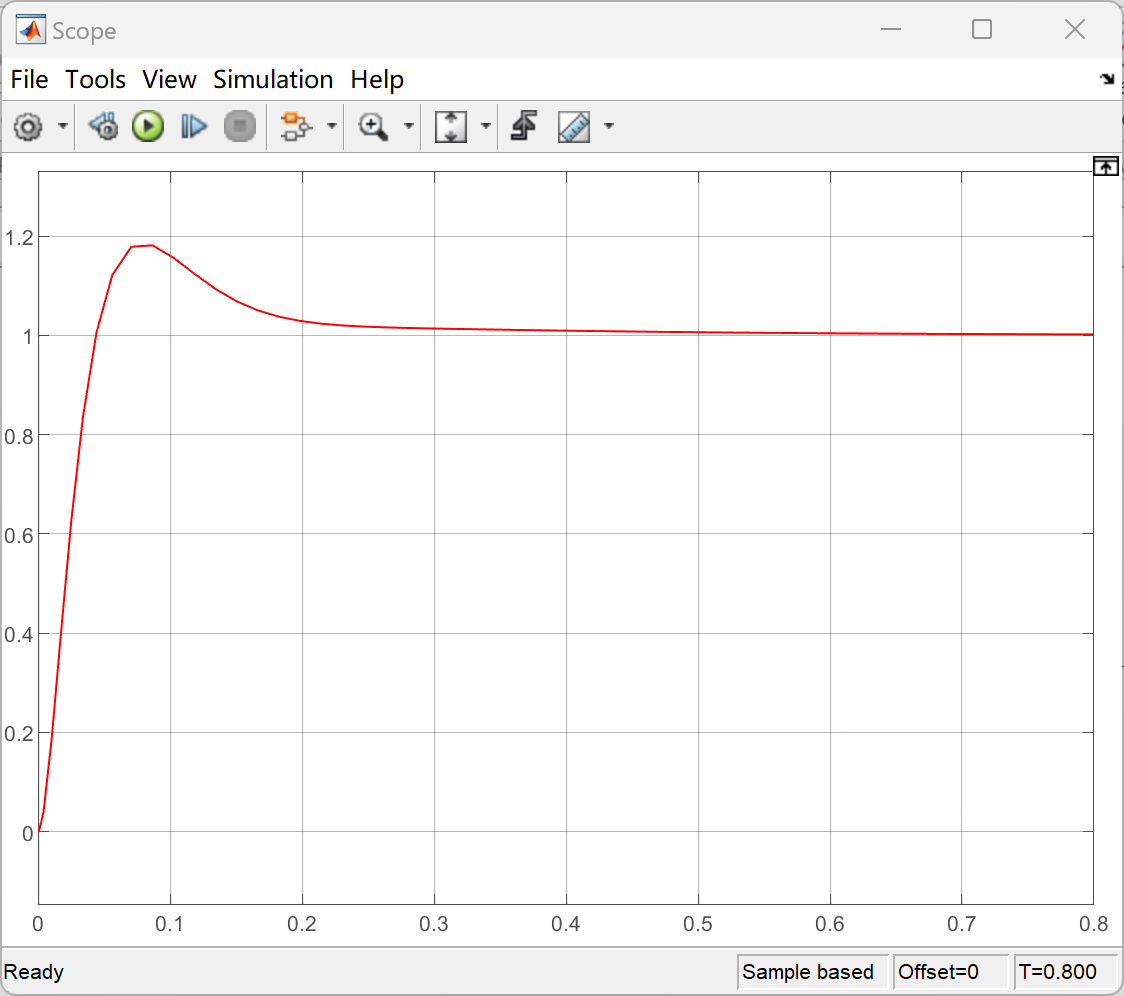 Scope
File Tools View Simulation Help
1.2
1
0.8
0.6
0.4
0.2
0
0 0.1 0.2 0.3 0.4 0.5 0.6 0.7 0.8
Ready Sample based Offset=0 T=0.800